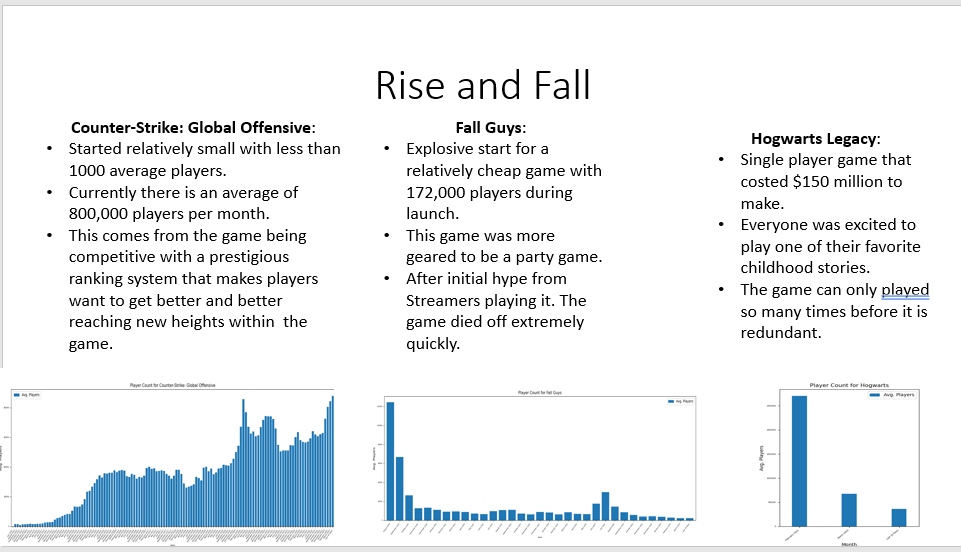 Rise and Fall
Counter-Strike: Global Offensive:
• Started relatively small with less than
1000 average players.
• Currently there is an average of
800,000 players per month.
• This comes from the game being
competitive with a prestigious
ranking system that makes players
want to get better and better
reaching new heights within the
game.
Fall Guys:
• Explosive start for a
relatively cheap game with
172,000 players during
launch.
• This game was more
geared to be a party game.
• After initial hype from
Streamers playing it. The
game died off extremely
quickly.
Hogwarts Legacy:
• Single player game that
costed $150 million to
make.
• Everyone was excited to
play one of their favorite
childhood stories.
• The game can only played
so many times before it is
redundant.
Player Count for Counter-Strike: Global Offensive
Avg. Players
Player Count for Fall Guys
Avg. Players
Avg. Players
Player Count for Hogwarts
Avg. Players
Avg. Players
Month